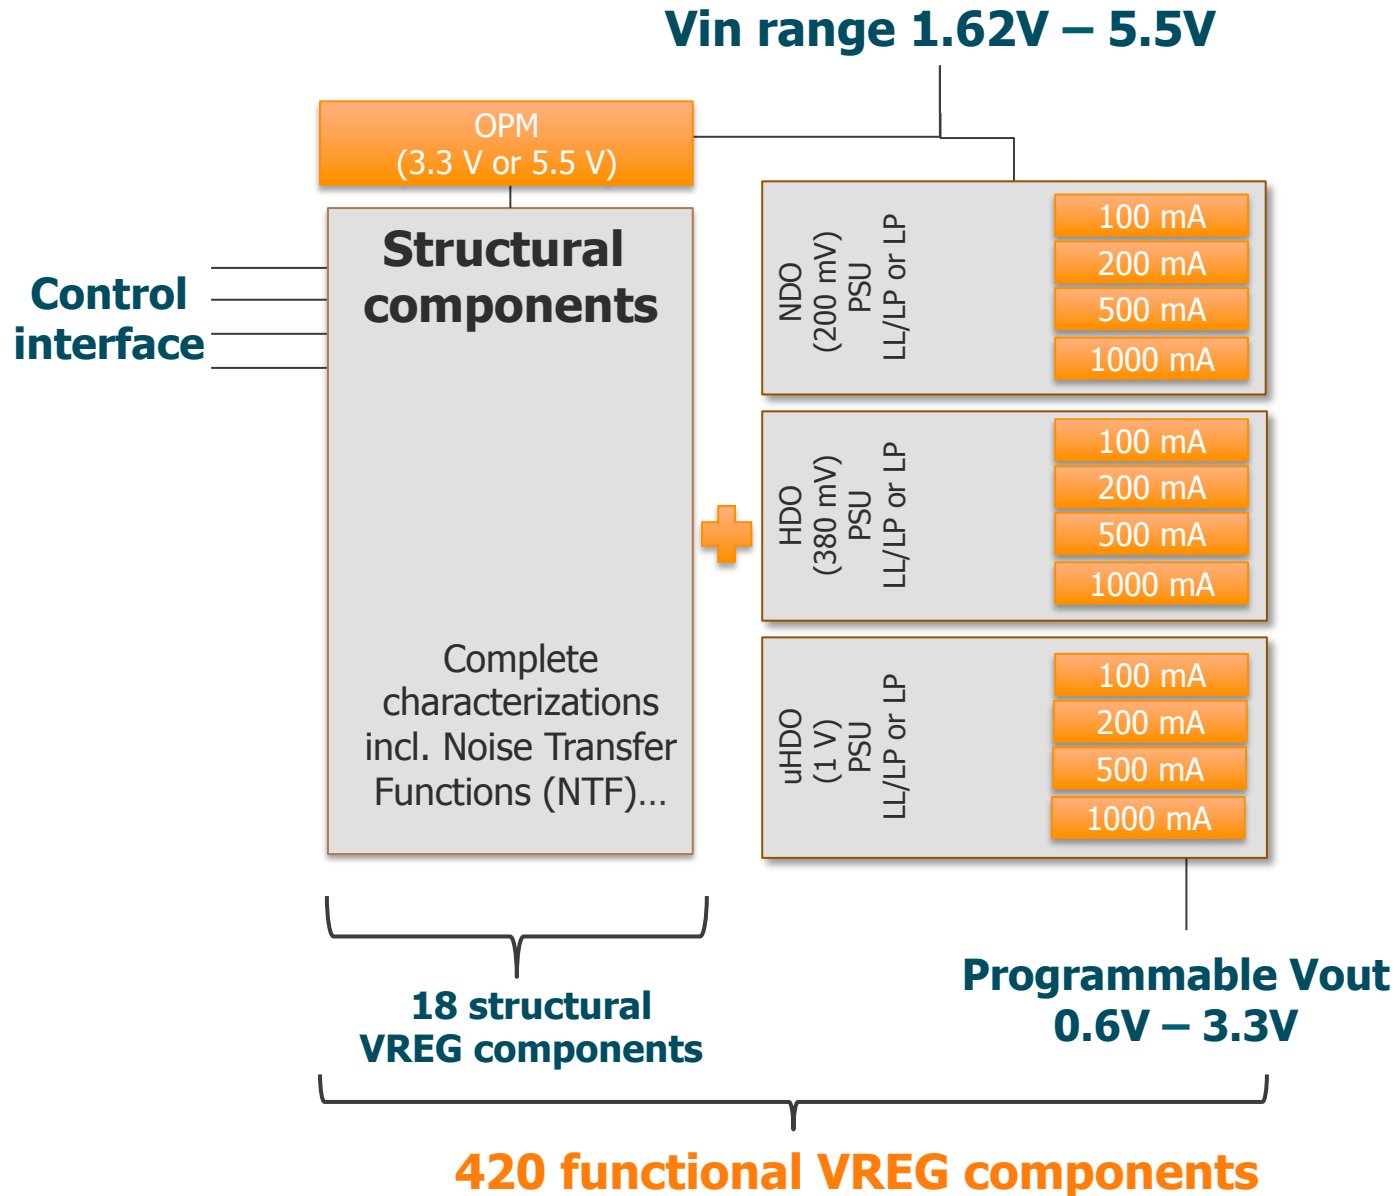 Vin range 1.62V – 5.5V
OPM
(3.3 V or 5.5 V)
Structural
components
Control
interface
Complete
characterizations
incl. Noise Transfer
Functions (NTF)…
NDO
(200 mV)
PSU
LL/LP or LP
100 mA
200 mA
500 mA
1000 mA
HDO
(380 mV)
PSU
LL/LP or LP
100 mA
200 mA
500 mA
1000 mA
uHDO
(1 V)
PSU
LL/LP or LP
100 mA
200 mA
500 mA
1000 mA
18 structural
VREG components
Programmable Vout
0.6V – 3.3V
420 functional VREG components